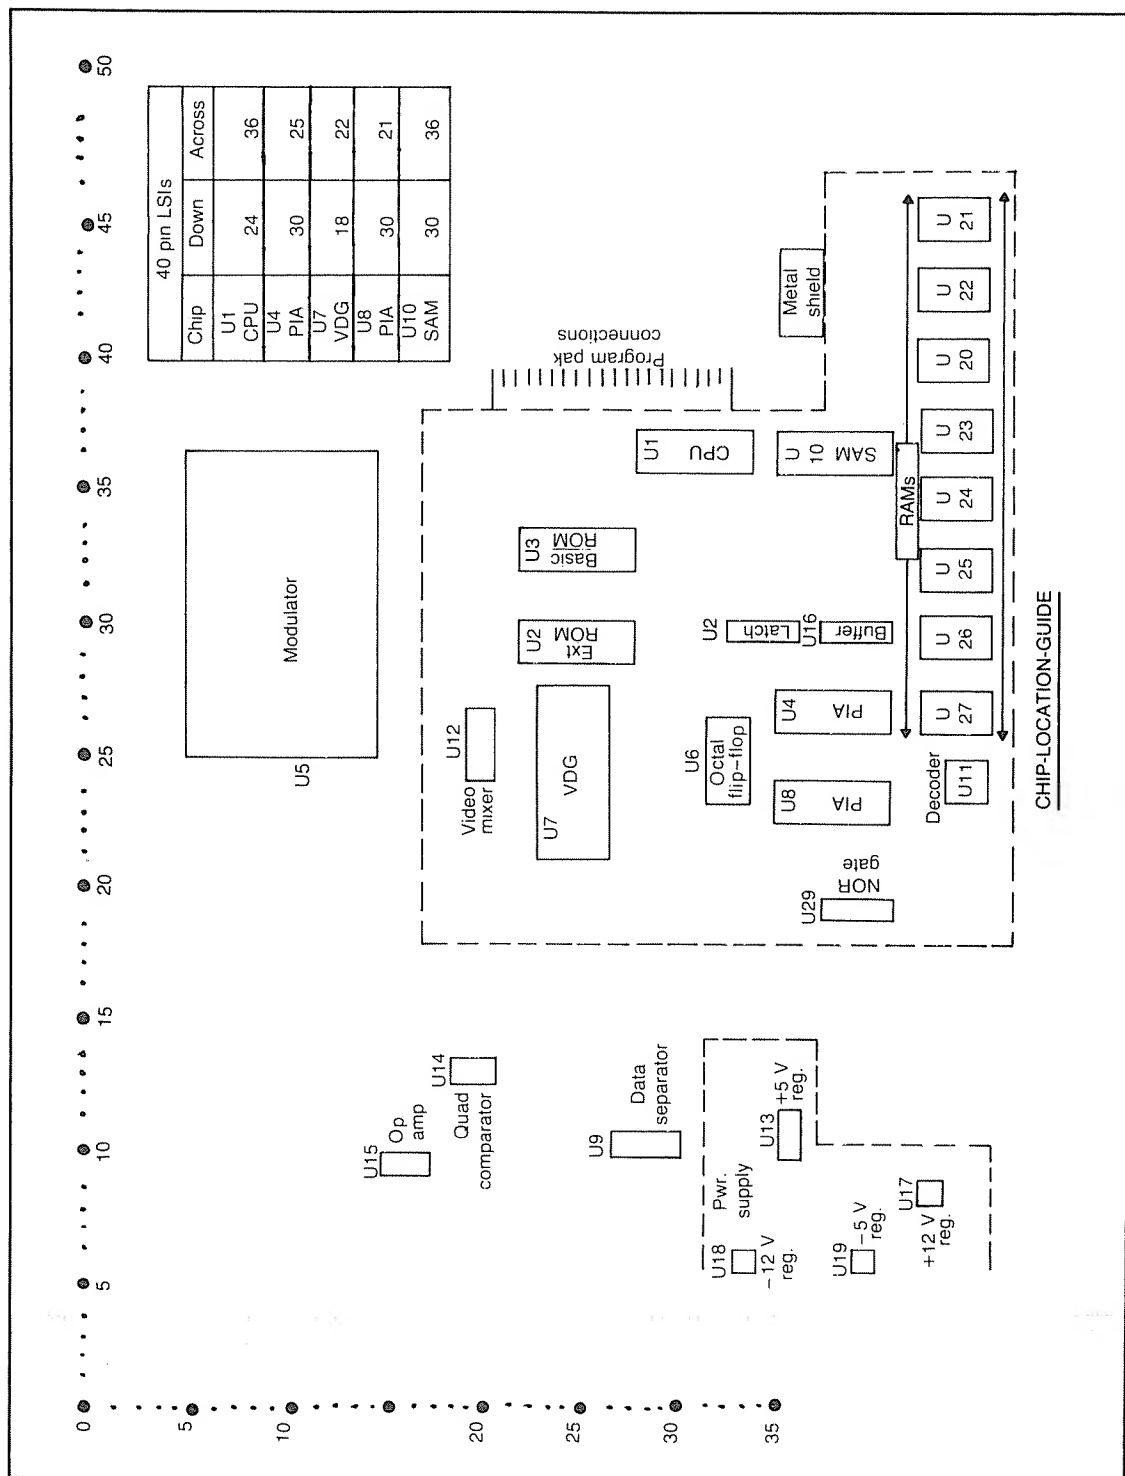 0
5
10
15
20
25
30
35
40
45
50
5
10
20
25
30
35
40 pin LSIs
Chip Down Across
U1 CPU 24 36
U4 PIA 30 25
U7 VDG 18 22
U8 PIA 30 21
U10 SAM 30 36
Modulator
U5
U15
Op
amp
U14
Quad
comparator
Video
mixer
U12
U7
VDG
U2
Ext
ROM
U3
Basic
ROM
Program pak
connections
U1
CPU
U9
Data
separator
U6
Octal
flip-flop
U2
Latch
U16
Buffer
U8
PIA
U4
PIA
U
10
SAM
Metal
shield
U29
NOR
gate
Pwr.
supply
U18
-12 V
reg.
U13
+5 V
reg.
U19
-5 V
reg.
U17
+12 V
reg.
RAMs
Decoder
U11
U
27
U
26
U
25
U
24
U
23
U
20
U
22
U
21
CHIP-LOCATION-GUIDE